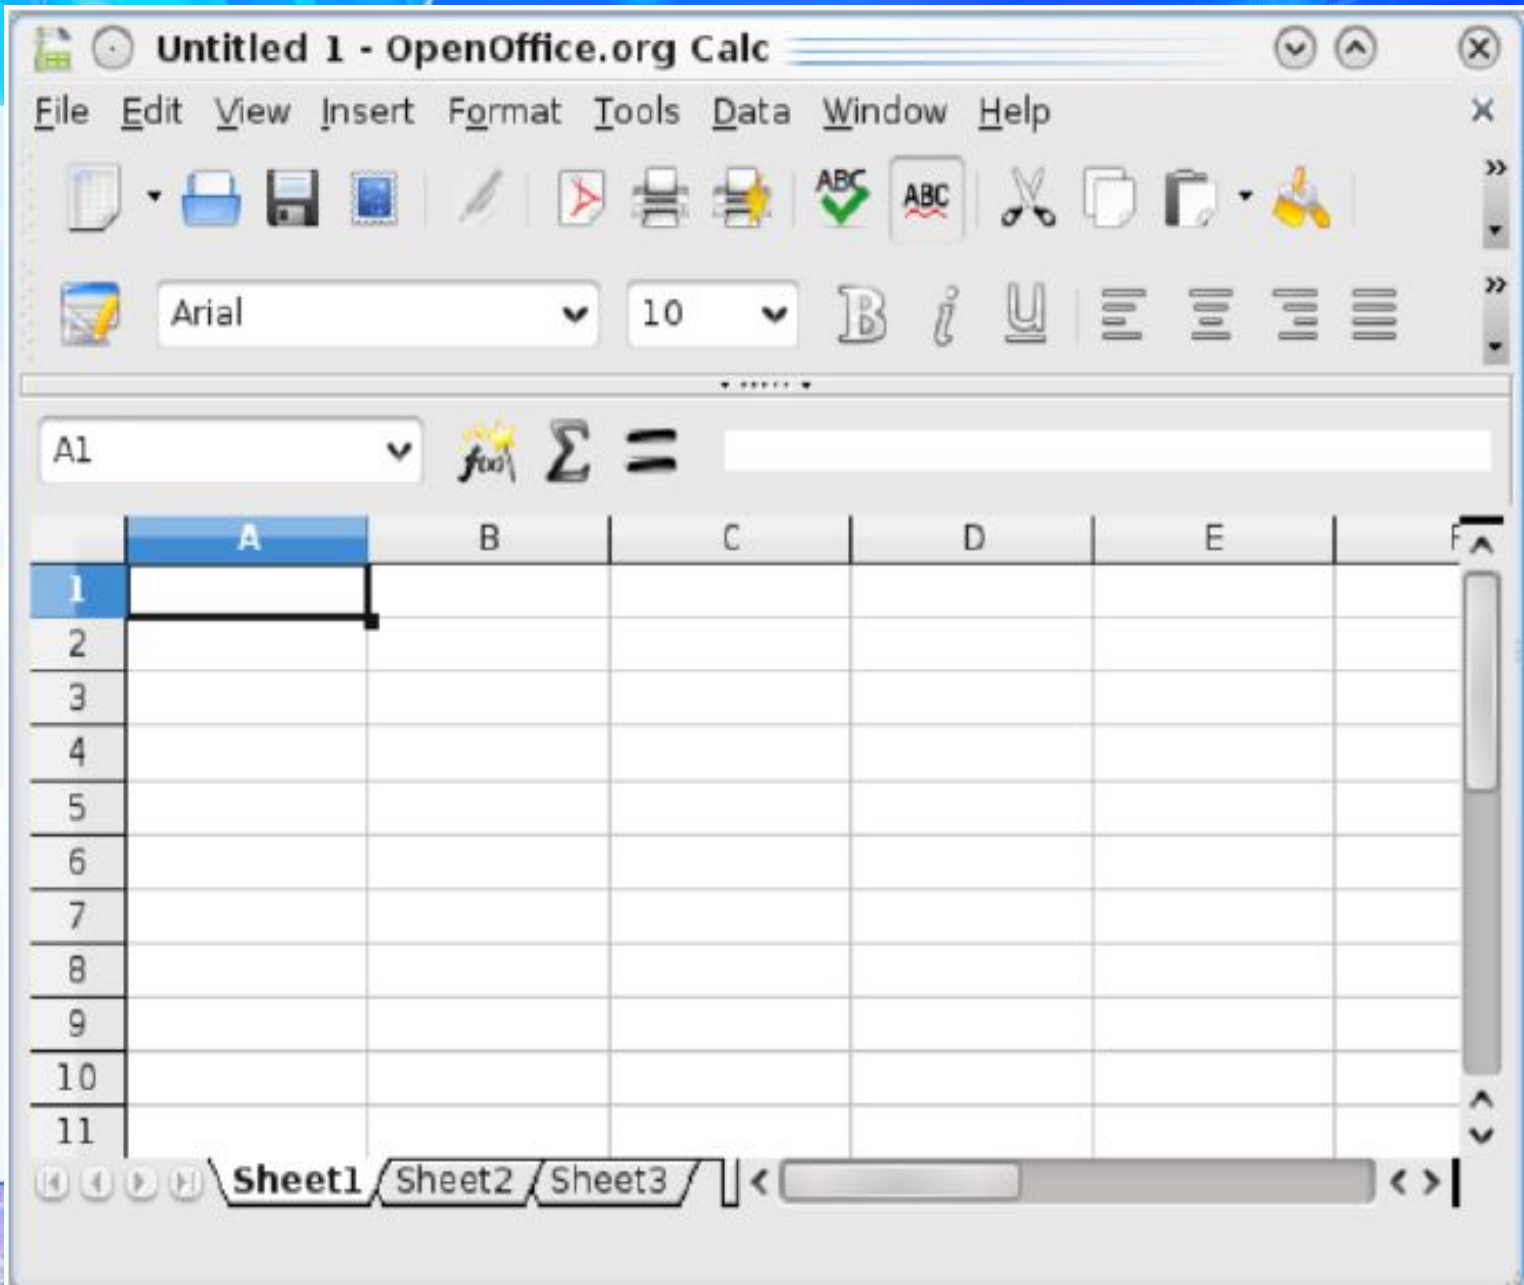 Untitled 1 - OpenOffice.org Calc
File Edit View Insert Format Tools Data Window Help
ABC ABC
Arial 10 B i U
A1 f(x) Σ =
A B C D E F
1
2
3
4
5
6
7
8
9
10
11
Sheet1 Sheet2 Sheet3